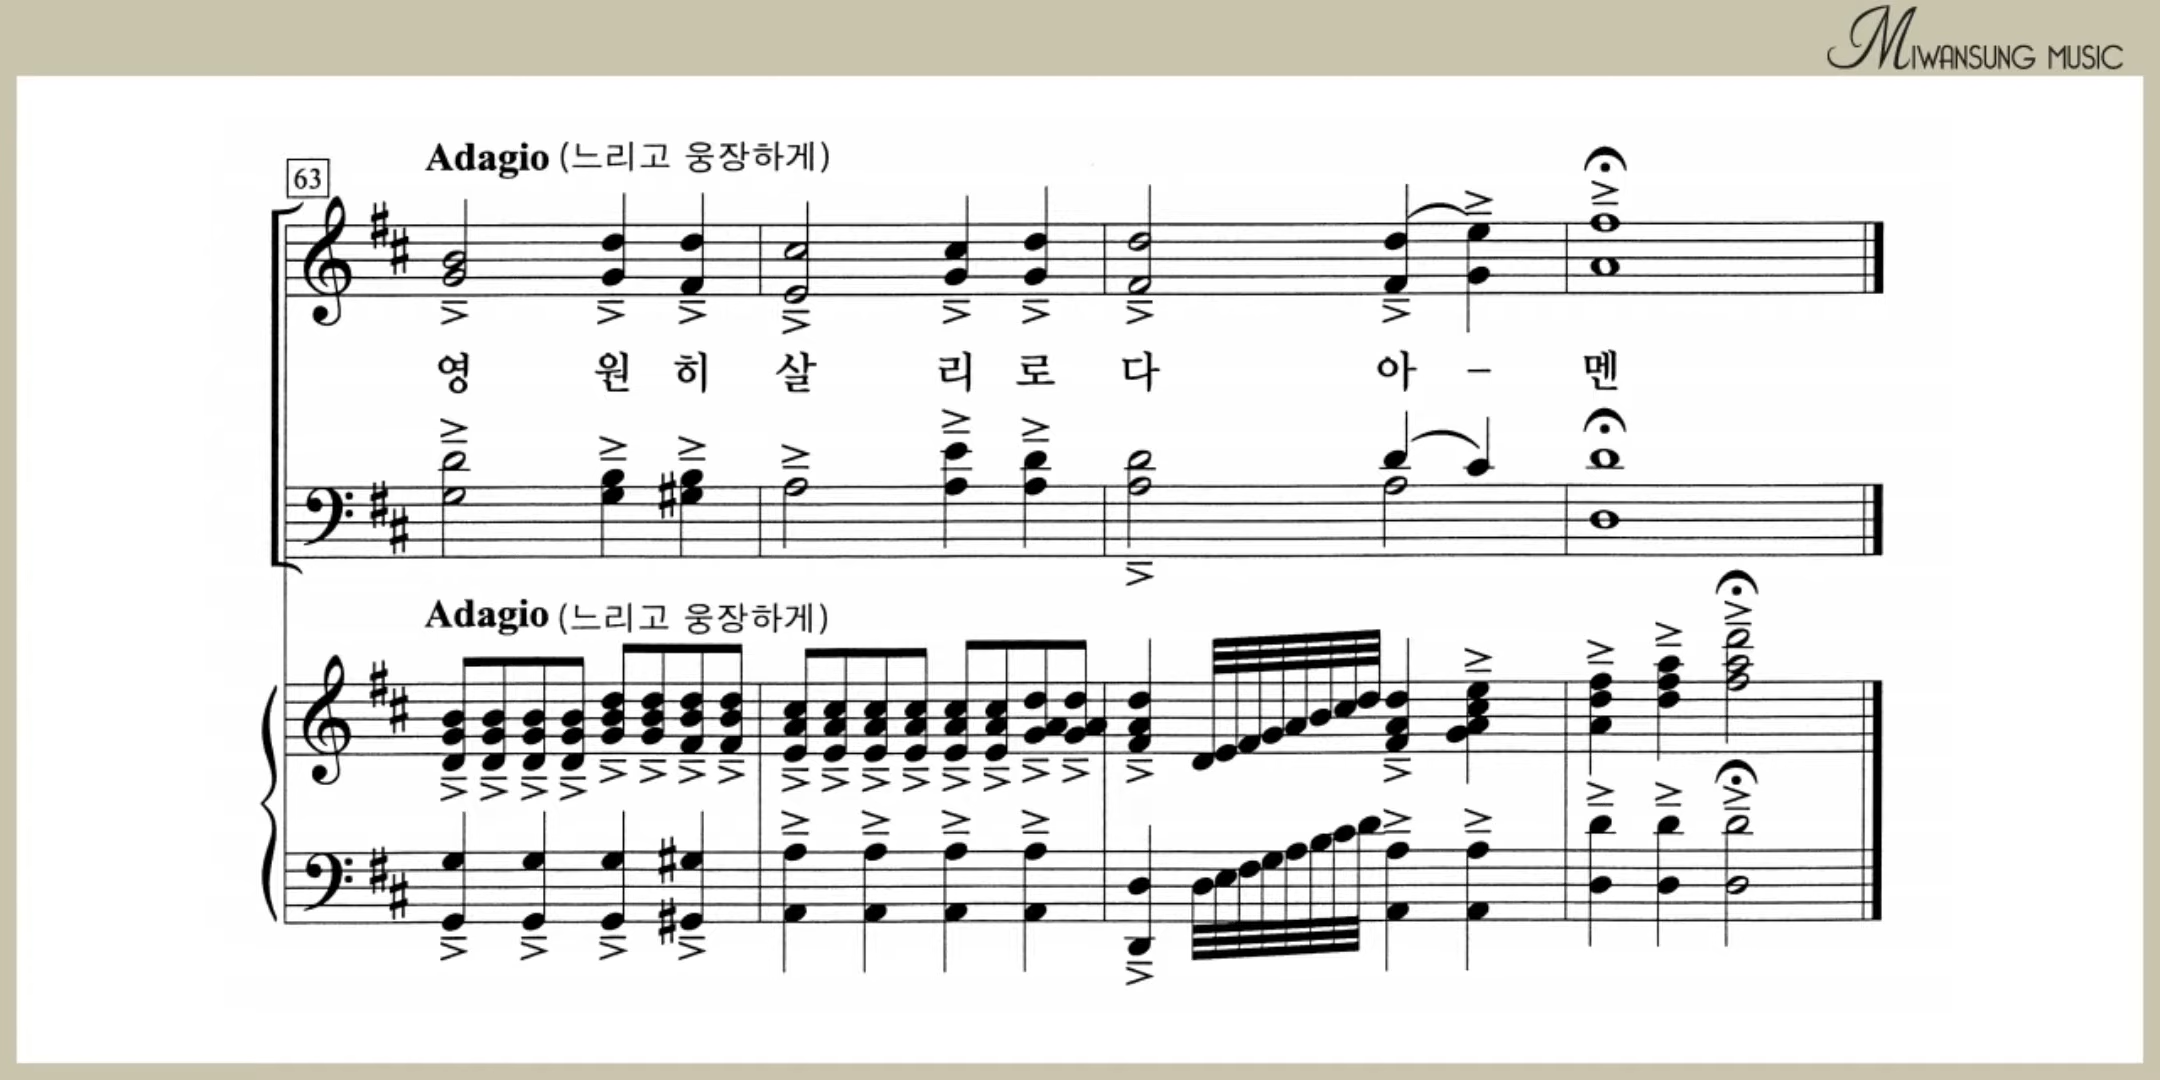 MIWANSUNG MUSIC
63
Adagio (느리고 웅장하게)
영 원 히 살 리 로 다 아 - 멘
Adagio (느리고 웅장하게)